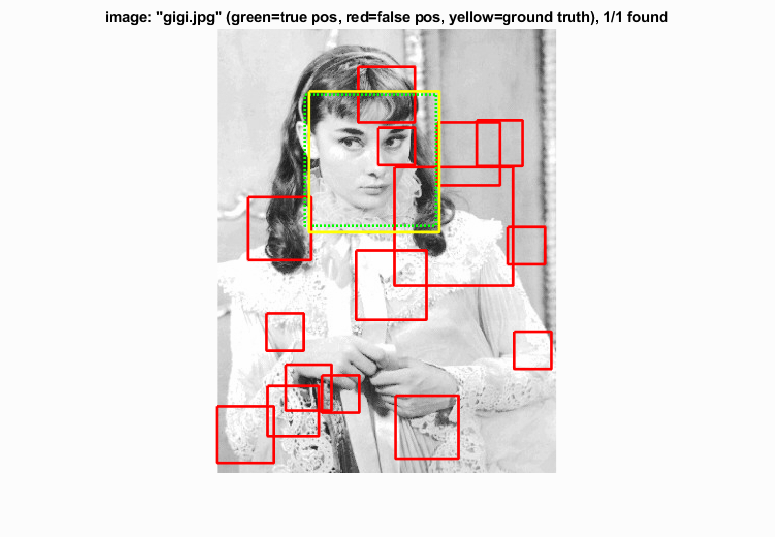 image: "gigi.jpg" (green=true pos, red=false pos, yellow=ground truth), 1/1 found